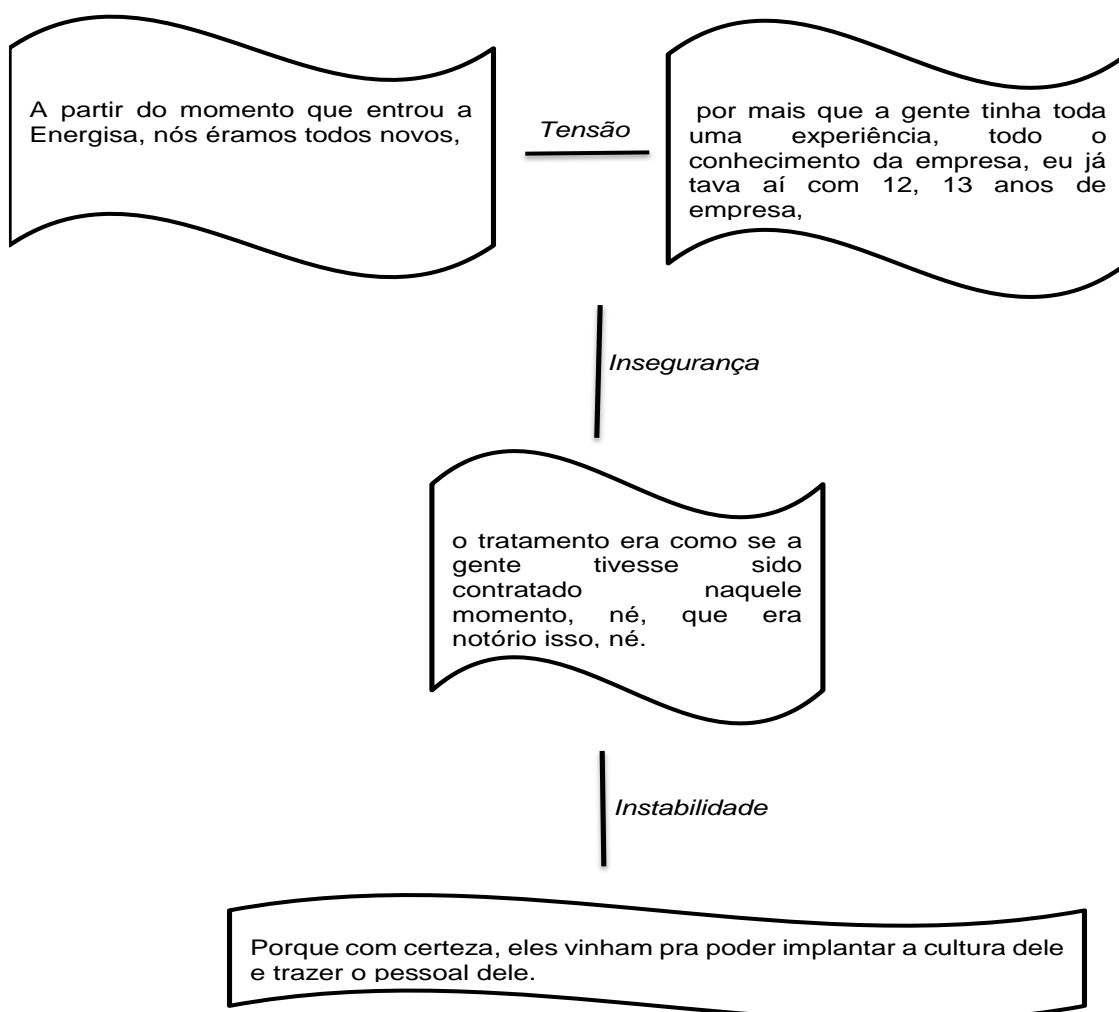 A partir do momento que entrou a
Energisa, nós éramos todos novos,
Tensão
por mais que a gente tinha toda
uma experiência, todo o
conhecimento da empresa, eu já
tava aí com 12, 13 anos de
empresa,
Insegurança
o tratamento era como se a
gente tivesse sido
contratado naquele
momento, né, que era
notório isso, né.
Instabilidade
Porque com certeza, eles vinham pra poder implantar a cultura dele
e trazer o pessoal dele.